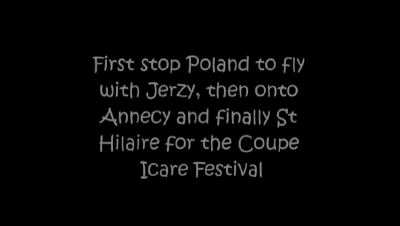 First stop Poland to fly
with Jerzy, then onto
Annecy and finally St
Hilaire for the Coupe
Icare Festival